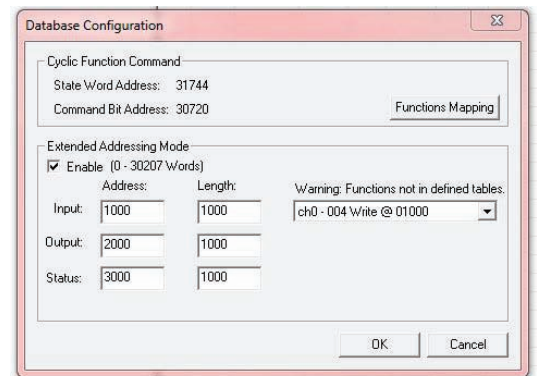 Database Configuration
Cyclic Function Command
State Word Address: 31744
Command Bit Address: 30720
Functions Mapping
Extended Addressing Mode
Enable (0 - 30207 Words)
Address: Length:
Warning: Functions not in defined tables.
Input: 1000 1000
ch0 - 004 Write @ 01000
Output: 2000 1000
Status: 3000 1000
OK Cancel